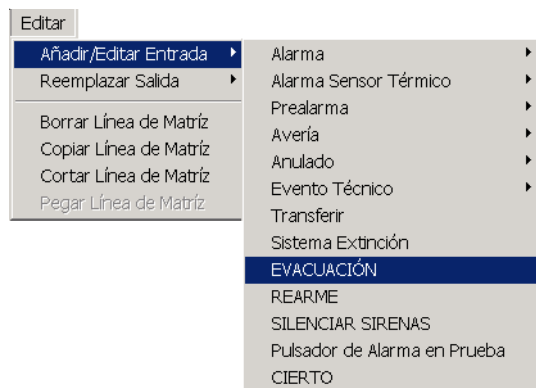 Editar
Añadir/Editar Entrada
Reemplazar Salida
Borrar Línea de Matríz
Copiar Línea de Matríz
Cortar Línea de Matríz
Pegar Línea de Matríz
Alarma
Alarma Sensor Térmico
Prealarma
Avería
Anulado
Evento Técnico
Transferir
Sistema Extinción
EVACUACIÓN
REARME
SILENCIAR SIRENAS
Pulsador de Alarma en Prueba
CIERTO